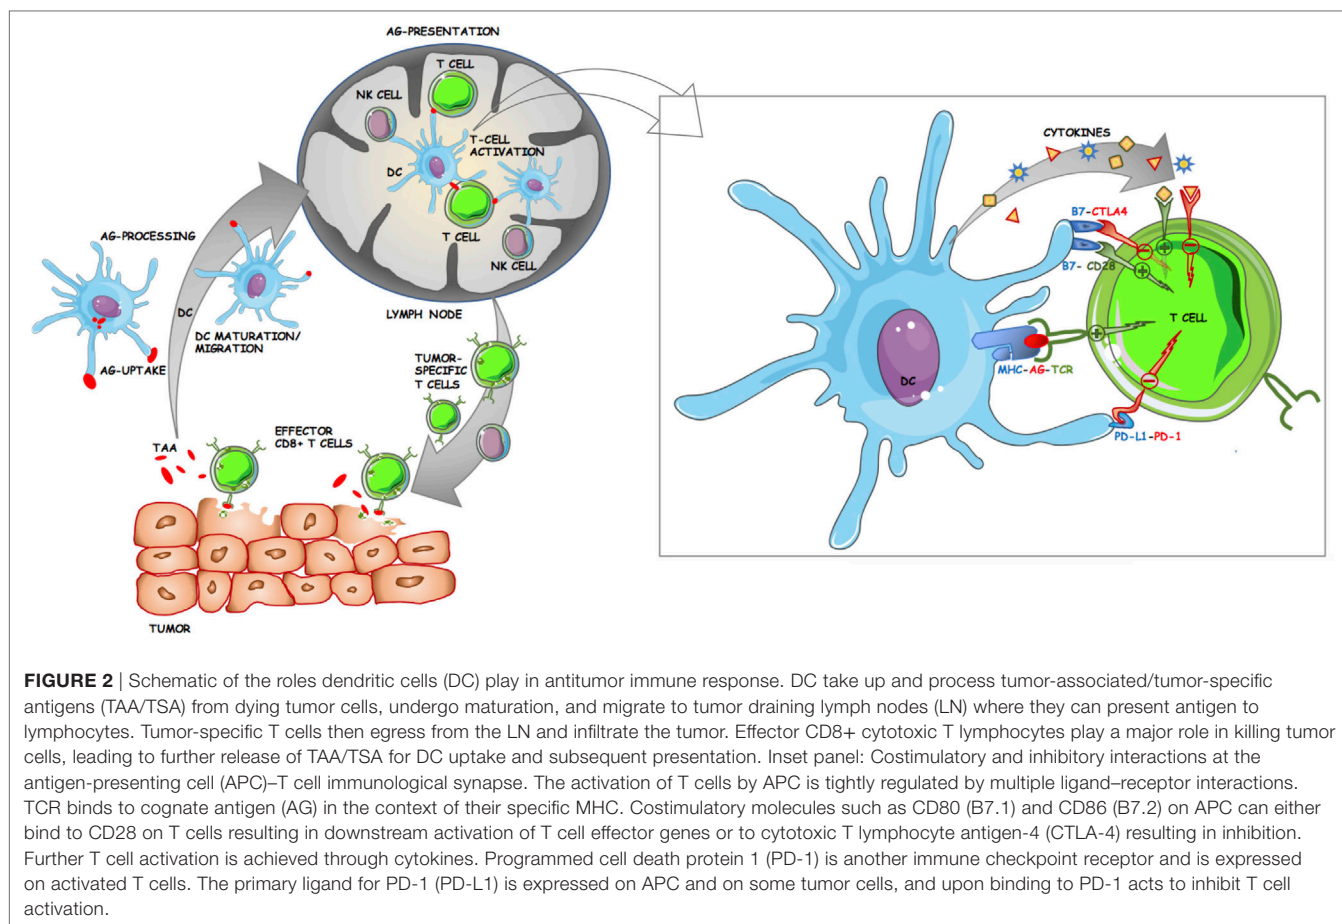 AG-PRESENTATION
T CELL
NK CELL
T-CELL
ACTIVATION
DC
T CELL
NK CELL
LYMPH NODE
AG-PROCESSING
DC
DC MATURATION/
MIGRATION
AG-UPTAKE
TUMOR-
SPECIFIC
T CELLS
TAA
EFFECTOR
CD8+ T CELLS
TUMOR
CYTOKINES
B7-CTLA4
B7- CD28
T CELL
MHC-AG-TCR
DC
PD-L1-PD-1
FIGURE 2 | Schematic of the roles dendritic cells (DC) play in antitumor immune response. DC take up and process tumor-associated/tumor-specific
antigens (TAA/TSA) from dying tumor cells, undergo maturation, and migrate to tumor draining lymph nodes (LN) where they can present antigen to
lymphocytes. Tumor-specific T cells then egress from the LN and infiltrate the tumor. Effector CD8+ cytotoxic T lymphocytes play a major role in killing tumor
cells, leading to further release of TAA/TSA for DC uptake and subsequent presentation. Inset panel: Costimulatory and inhibitory interactions at the
antigen-presenting cell (APC)–T cell immunological synapse. The activation of T cells by APC is tightly regulated by multiple ligand–receptor interactions.
TCR binds to cognate antigen (AG) in the context of their specific MHC. Costimulatory molecules such as CD80 (B7.1) and CD86 (B7.2) on APC can either
bind to CD28 on T cells resulting in downstream activation of T cell effector genes or to cytotoxic T lymphocyte antigen-4 (CTLA-4) resulting in inhibition.
Further T cell activation is achieved through cytokines. Programmed cell death protein 1 (PD-1) is another immune checkpoint receptor and is expressed
on activated T cells. The primary ligand for PD-1 (PD-L1) is expressed on APC and on some tumor cells, and upon binding to PD-1 acts to inhibit T cell
activation.